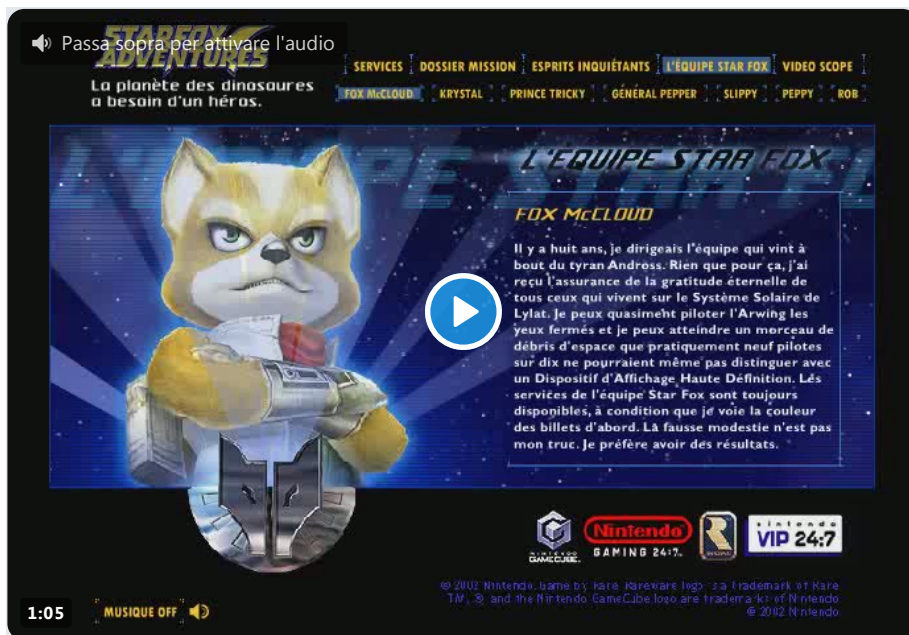 Passa sopra per attivare l'audio
STARFOX
ADVENTURES
La planète des dinosaures
a besoin d'un héros.
SERVICES DOSSIER MISSION ESPRITS INQUIÉTANTS L'ÉQUIPE STAR FOX VIDEO SCOPE
FOX McCLOUD KRYSTAL PRINCE TRICKY GÉNÉRAL PEPPER SLIPPY PEPPY ROB
L'EQUIPE STAR FOX
FOX McCLOUD
Il y a huit ans, je dirigeais l'équipe qui vint à
bout du tyran Andross. Rien que pour ça, j'ai
reçu l'assurance de la gratitude éternelle de
tous ceux qui vivent sur le Système Solaire de
Lylat. Je peux quasiment piloter l'Arwing les
yeux fermés et je peux atteindre un morceau de
débris d'espace que pratiquement neuf pilotes
sur dix ne pourraient même pas distinguer avec
un Dispositif d'Affichage Haute Définition. Lés
services de l'équipe Star Fox sont toujours
disponibles, à condition que je voie la couleur
des billets d'abord. La fausse modestie n'est pas
mon truc. Je préfère avoir des résultats.
NINTENDO
GAMECUBE.
Nintendo
GAMING 24:7.
nintendo
VIP 24:7
© 2002 Nintendo. Game by Rare. Rareware logo is a trademark of Rare
TM, ® and the Nintendo GameCube logo are trademarks of Nintendo
© 2002 Nintendo
1:05
MUSIQUE OFF